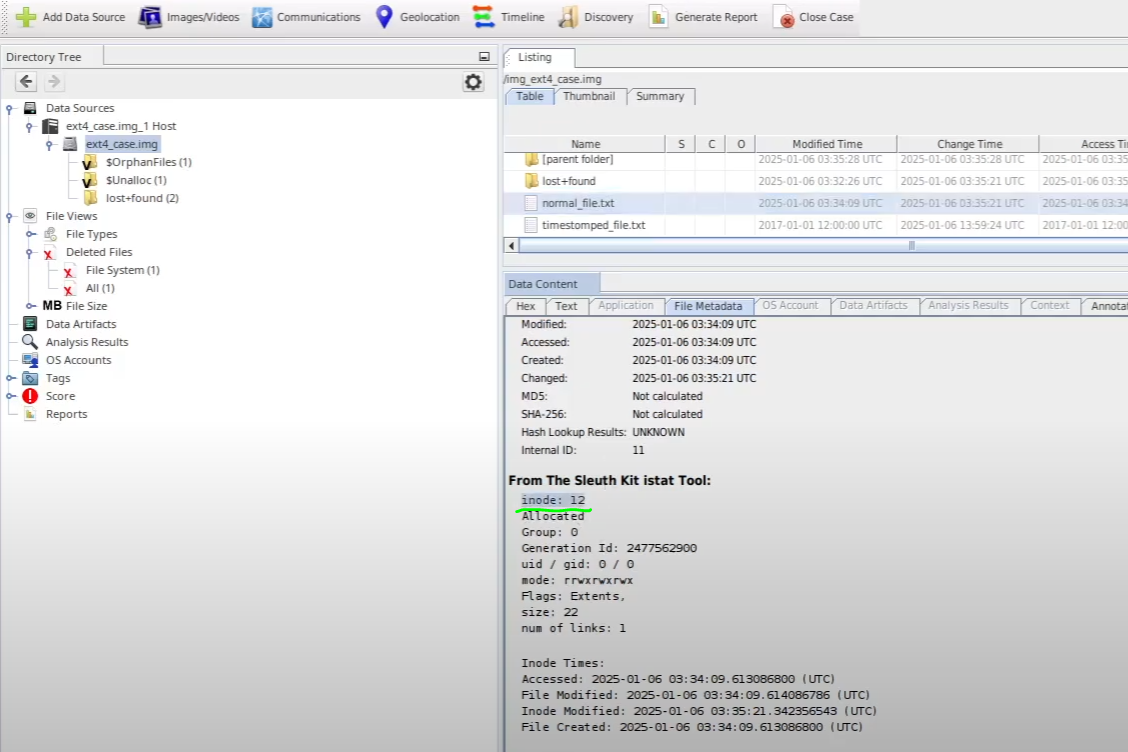 Add Data Source Images/Videos Communications Geolocation Timeline Discovery Generate Report Close Case
Directory Tree
Data Sources
ext4_case.img_1 Host
ext4_case.img
$OrphanFiles (1)
$Unalloc (1)
lost+found (2)
File Views
File Types
Deleted Files
File System (1)
All (1)
MB File Size
Data Artifacts
Analysis Results
OS Accounts
Tags
Score
Reports
Listing
/img_ext4_case.img
Table Thumbnail Summary
Name S C O Modified Time Change Time Access Ti
[parent folder] 2025-01-06 03:35:28 UTC 2025-01-06 03:35:28 UTC 2025-01-06 03:35
lost+found 2025-01-06 03:32:26 UTC 2025-01-06 03:35:21 UTC 2025-01-06 03:35
normal_file.txt 2025-01-06 03:34:09 UTC 2025-01-06 03:35:21 UTC 2025-01-06 03:34
timestomped_file.txt 2017-01-01 12:00:00 UTC 2025-01-06 13:59:24 UTC 2017-01-01 12:00
Data Content
Hex Text Application File Metadata OS Account Data Artifacts Analysis Results Context Annotat
Modified: 2025-01-06 03:34:09 UTC
Accessed: 2025-01-06 03:34:09 UTC
Created: 2025-01-06 03:34:09 UTC
Changed: 2025-01-06 03:35:21 UTC
MD5: Not calculated
SHA-256: Not calculated
Hash Lookup Results: UNKNOWN
Internal ID: 11
From The Sleuth Kit istat Tool:
inode: 12
Allocated
Group: 0
Generation Id: 2477562900
uid / gid: 0 / 0
mode: rrwxrwxrwx
Flags: Extents,
size: 22
num of links: 1
Inode Times:
Accessed: 2025-01-06 03:34:09.613086800 (UTC)
File Modified: 2025-01-06 03:34:09.614086786 (UTC)
Inode Modified: 2025-01-06 03:35:21.342356543 (UTC)
File Created: 2025-01-06 03:34:09.613086800 (UTC)